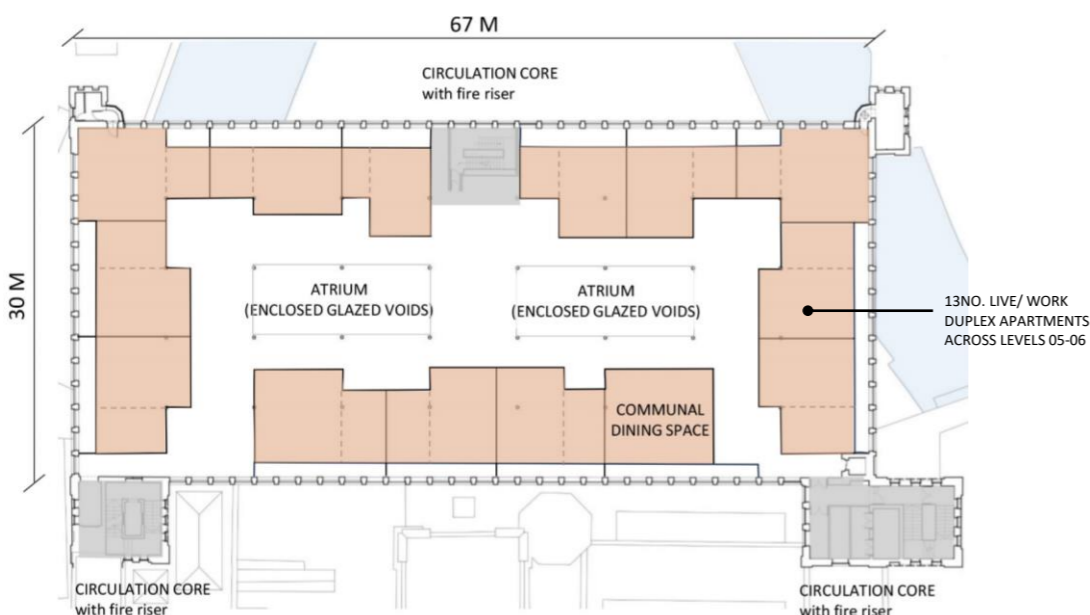 67 M
CIRCULATION CORE
with fire riser
30 M
ATRIUM
(ENCLOSED GLAZED VOIDS)
ATRIUM
(ENCLOSED GLAZED VOIDS)
13NO. LIVE/ WORK
DUPLEX APARTMENTS
ACROSS LEVELS 05-06
COMMUNAL
DINING SPACE
CIRCULATION CORE
with fire riser
CIRCULATION CORE
with fire riser